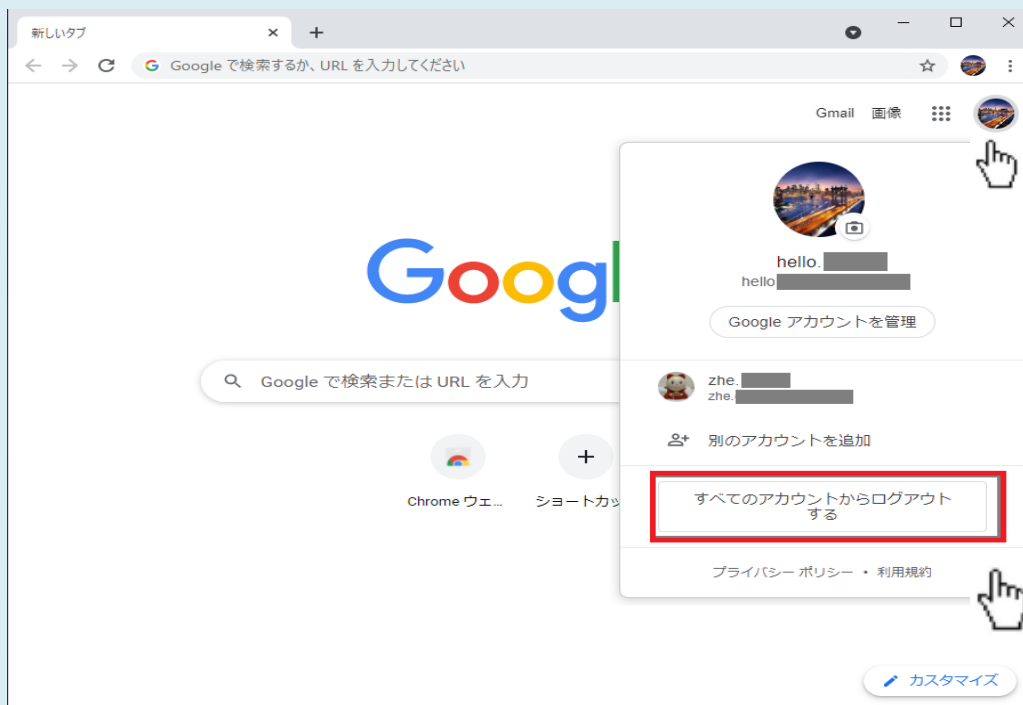 新しいタブ
Google で検索するか、URL を入力してください
Gmail 画像
Googl
hello.
hello
Google アカウントを管理
Google で検索または URL を入力
zhe.
zhe.
別のアカウントを追加
Chrome ウェ...
ショートカッ
すべてのアカウントからログアウト
する
プライバシー ポリシー • 利用規約
カスタマイズ